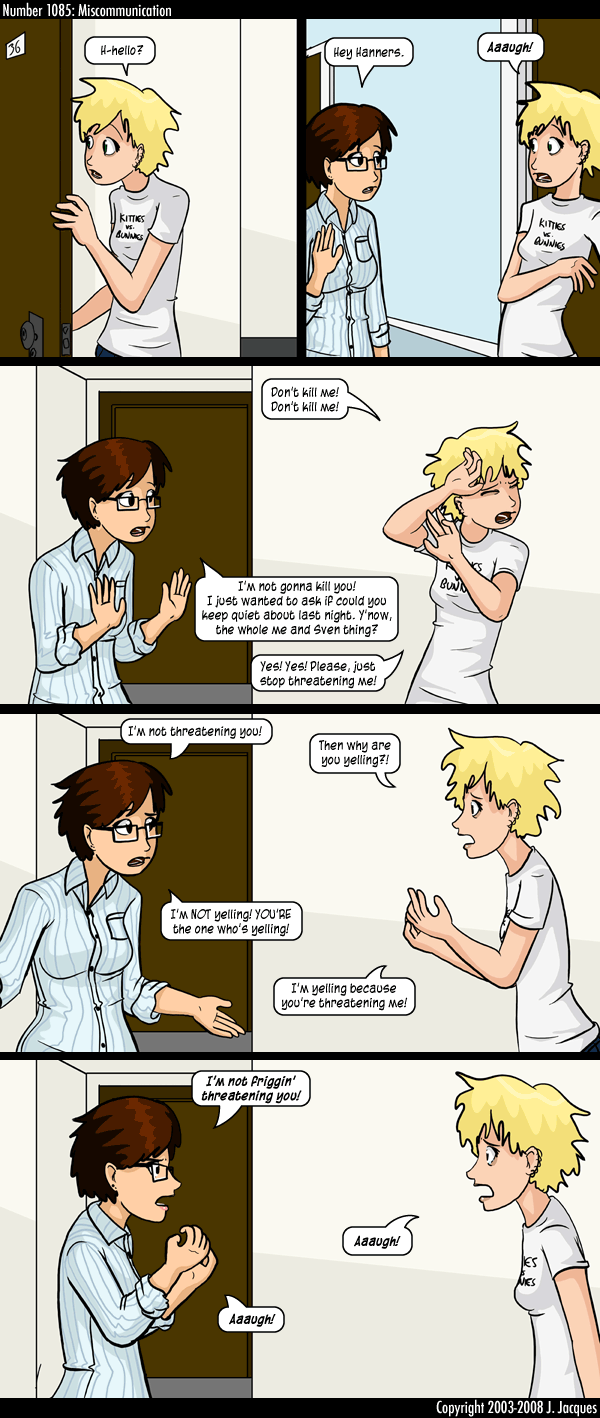 Number 1085: Miscommunication
36
H-hello?
KITTIES
VS.
BUNNIES
Hey Hanners.
Aaaugh!
KITTIES
VS.
BUNNIES
Don't kill me!
Don't kill me!
I'm not gonna kill you!
I just wanted to ask if could you
keep quiet about last night. Y'now,
the whole me and Sven thing?
Yes! Yes! Please, just
stop threatening me!
I'm not threatening you!
Then why are
you yelling?!
I'm NOT yelling! YOU'RE
the one who's yelling!
I'm yelling because
you're threatening me!
I'm not friggin'
threatening you!
Aaaugh!
Aaaugh!
Copyright 2003-2008 J. Jacques